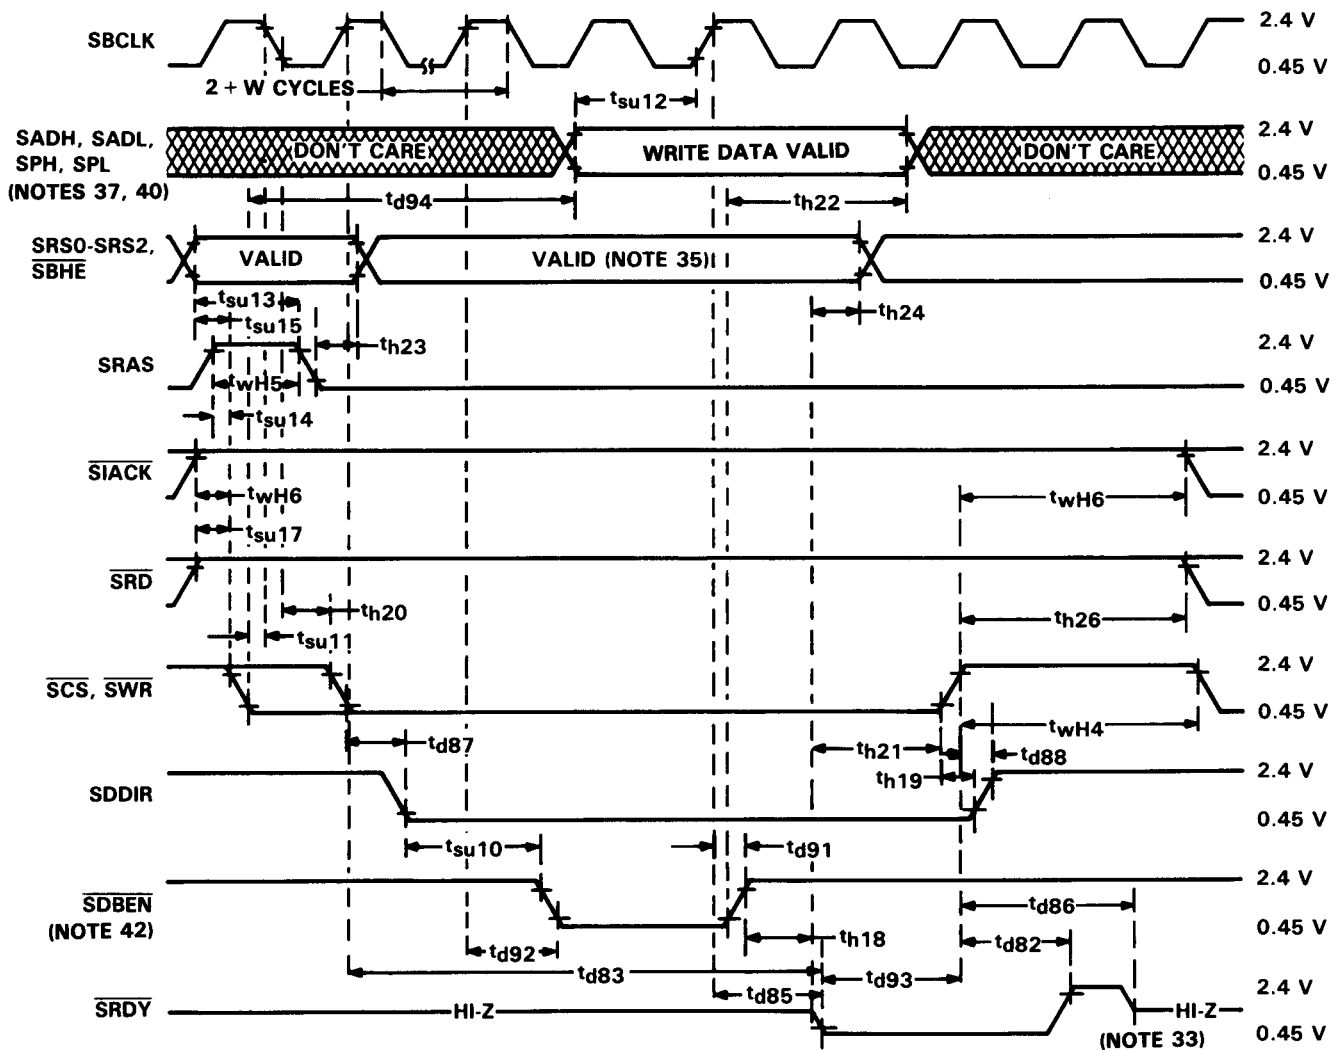 SBCLK
2.4 V
0.45 V
2 + W CYCLES
tsu12
SADH, SADL,
SPH, SPL
(NOTES 37, 40)
DON'T CARE
WRITE DATA VALID
DON'T CARE
2.4 V
0.45 V
td94
th22
SRS0-SRS2,
SBHE
VALID
VALID (NOTE 35)
2.4 V
0.45 V
tsu13
tsu15
th24
th23
SRAS
2.4 V
0.45 V
twH5
tsu14
SIACK
2.4 V
0.45 V
twH6
twH6
tsu17
SRD
2.4 V
0.45 V
th20
th26
tsu11
SCS, SWR
2.4 V
0.45 V
twH4
td87
th21
td88
th19
SDDIR
2.4 V
0.45 V
tsu10
td91
SDBEN
(NOTE 42)
2.4 V
0.45 V
td86
th18
td82
td92
td83
td93
td85
SRDY
HI-Z
2.4 V
HI-Z
0.45 V
(NOTE 33)